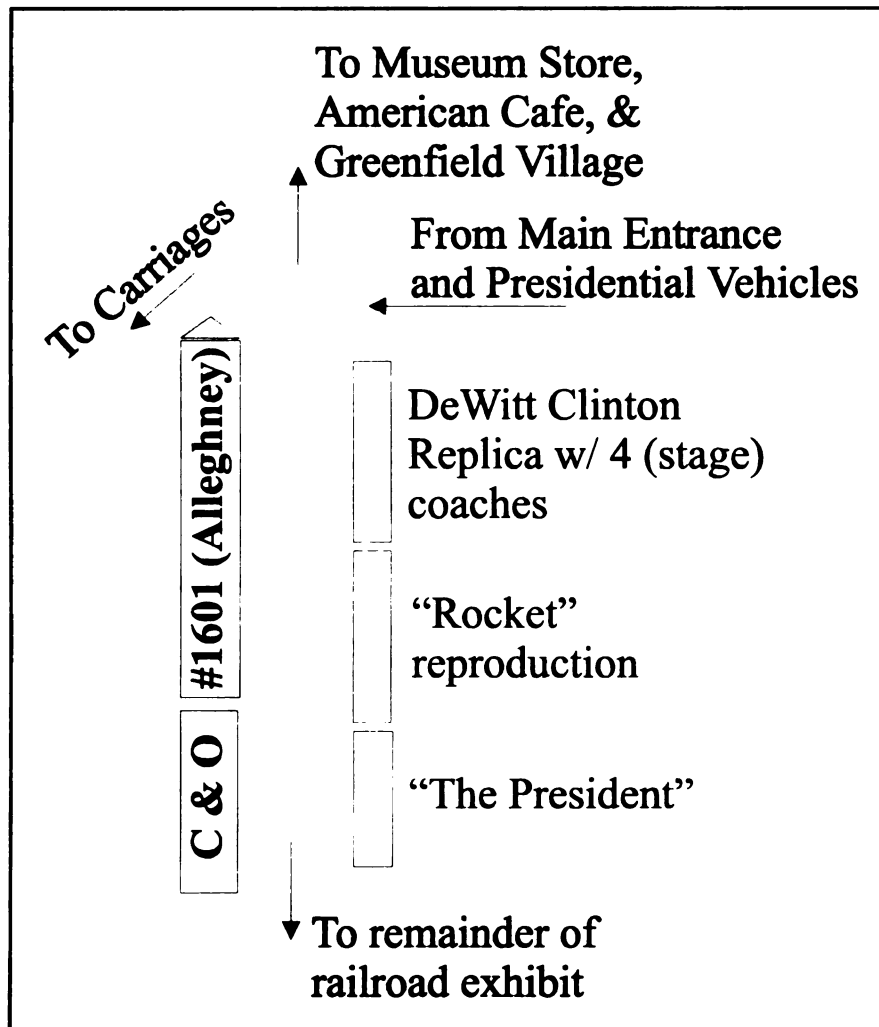 To Museum Store,
American Cafe, &
Greenfield Village
To Carriages
From Main Entrance
and Presidential Vehicles
#1601 (Alleghney)
DeWitt Clinton
Replica w/ 4 (stage)
coaches
“Rocket”
reproduction
C & O
“The President”
To remainder of
railroad exhibit